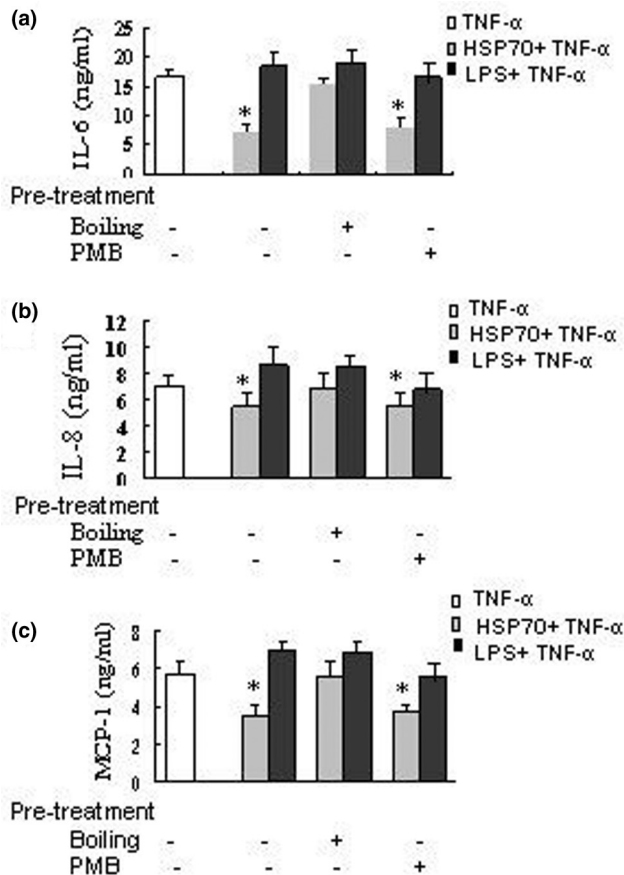 (a)
TNF-α
HSP70+ TNF-α
LPS+ TNF-α
IL-6 (ng/ml)
25
20
15
10
5
0
*
*
Pre-treatment
Boiling - - + -
PMB - - - +
(b)
TNF-α
HSP70+ TNF-α
LPS+ TNF-α
IL-8 (ng/ml)
12
10
8
6
4
2
0
*
*
Pre-treatment
Boiling - - + -
PMB - - - +
(c)
TNF-α
HSP70+ TNF-α
LPS+ TNF-α
MCP-1 (ng/ml)
8
6
4
2
0
*
*
Pre-treatment
Boiling - - + -
PMB - - - +